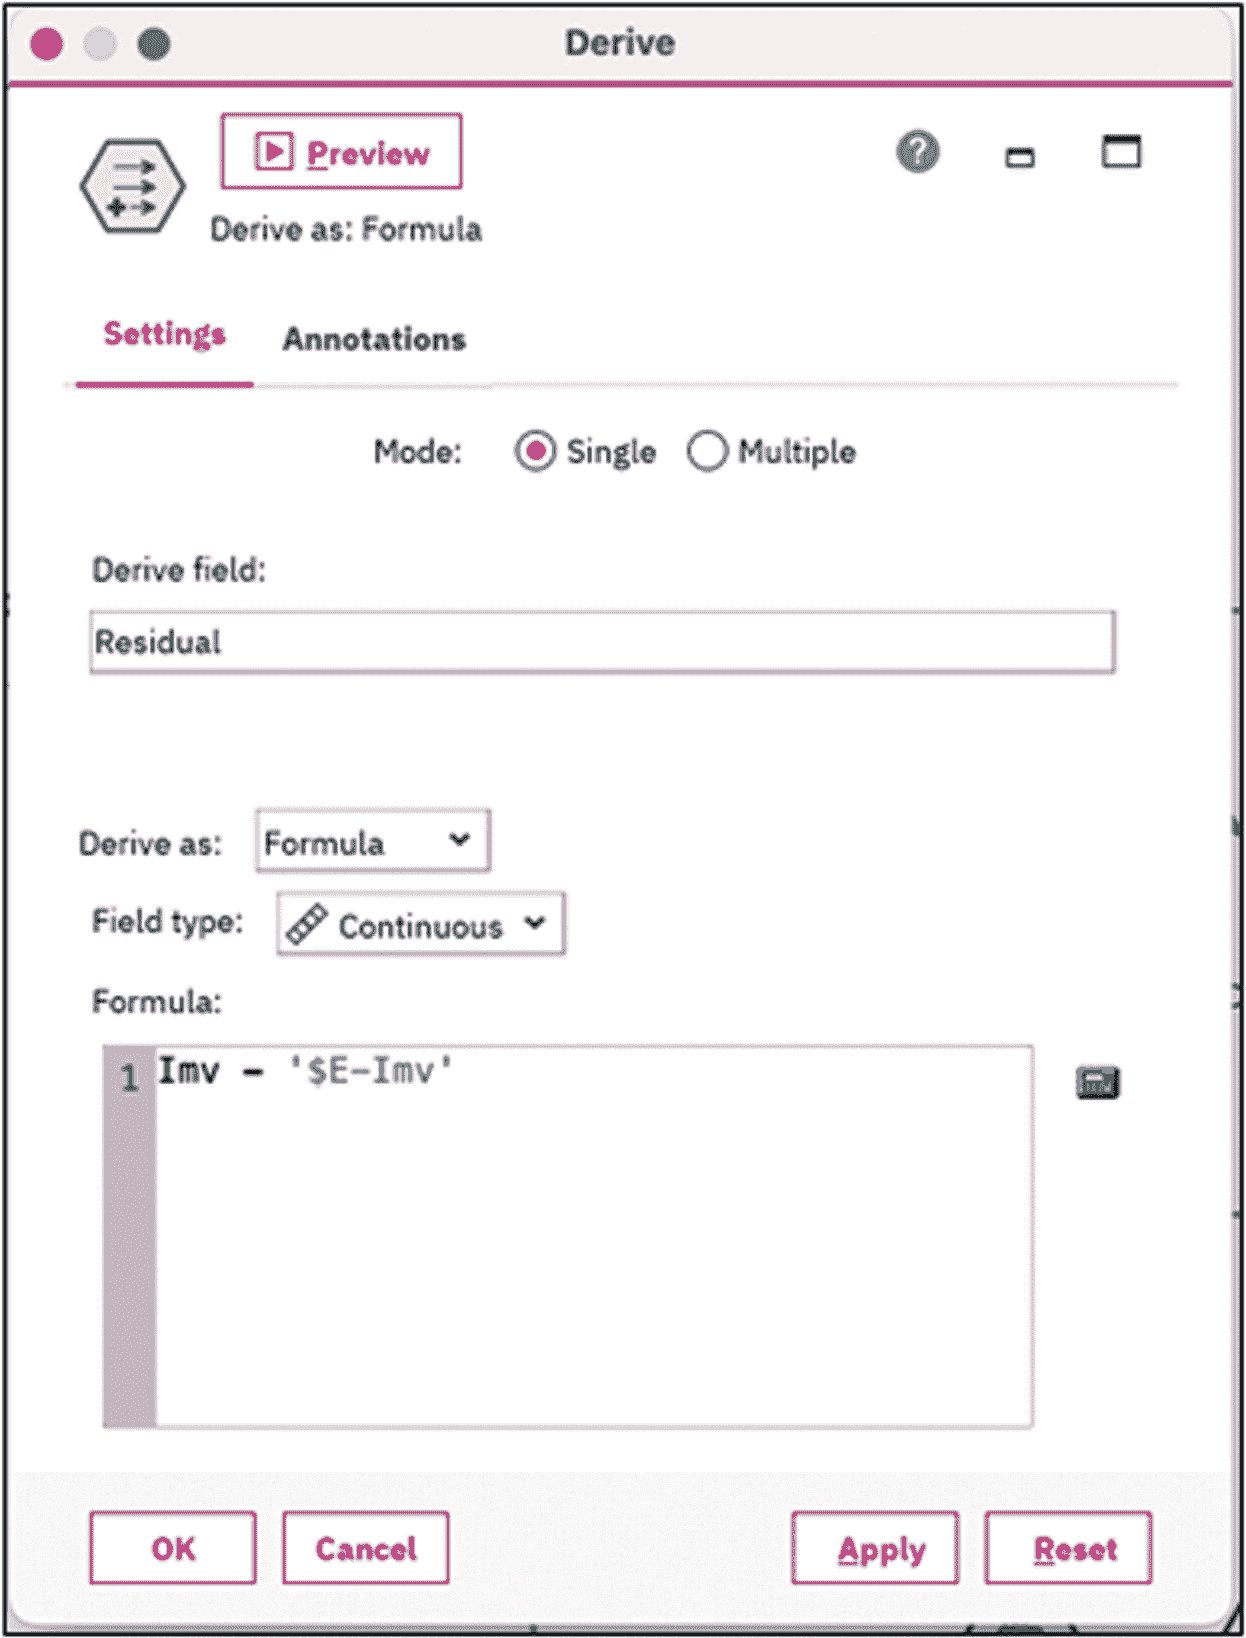 Derive
Preview
Derive as: Formula
Settings Annotations
Mode: Single Multiple
Derive field:
Residual
Derive as: Formula
Field type: Continuous
Formula:
1 Imv - '$E-Imv'
OK Cancel Apply Reset